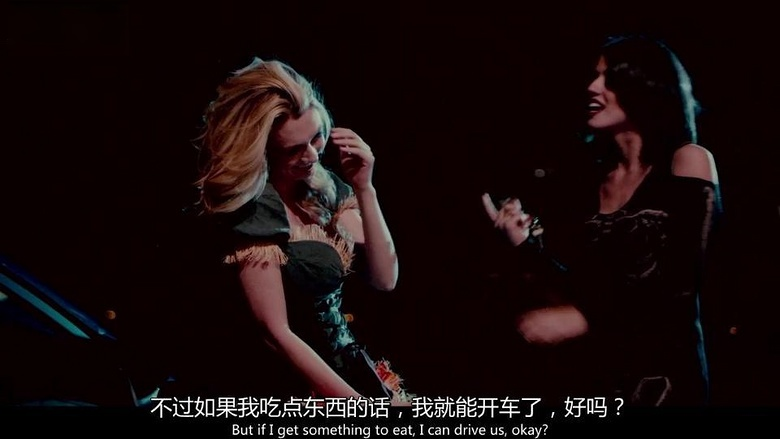 不过如果我吃点东西的话，我就能开车了，好吗？
But if I get something to eat, I can drive us, okay?